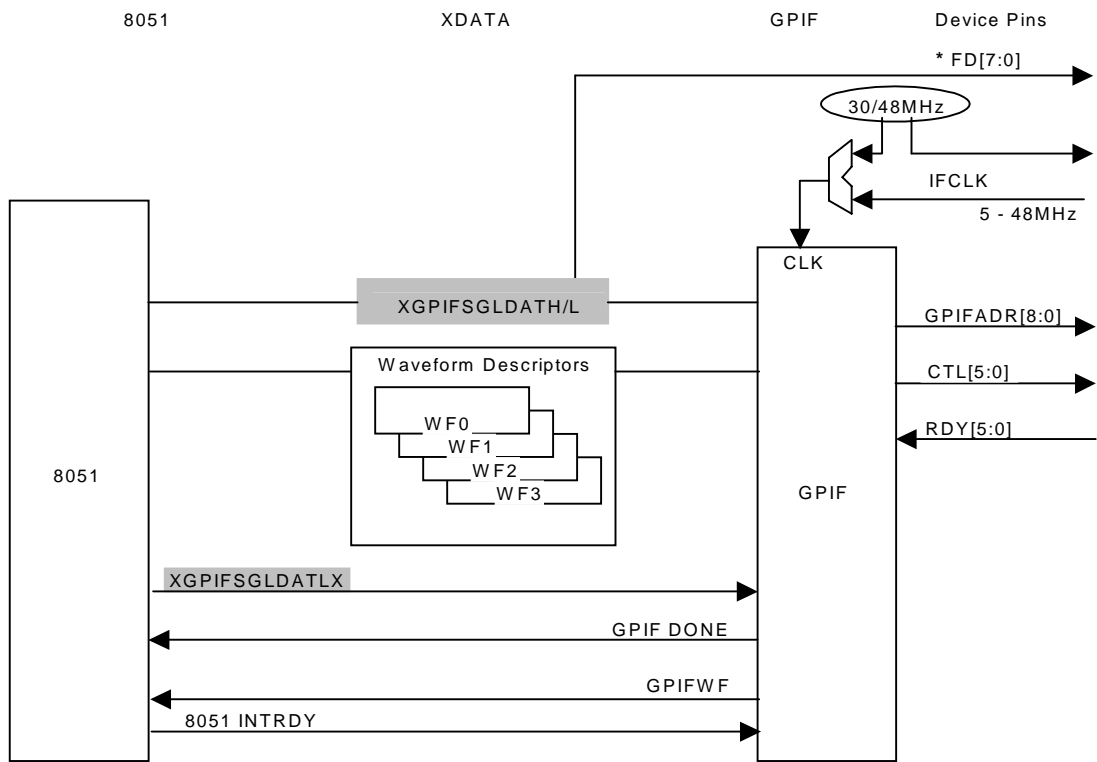 8051 XDATA GPIF Device Pins
* FD[7:0]
30/48MHz
IFCLK
5 - 48MHz
CLK
XGPIFSGLDATH/L
GPIFADR[8:0]
Waveform Descriptors
CTL[5:0]
WF0
RDY[5:0]
WF1
WF2
8051
WF3
GPIF
XGPIFSGLDATLX
GPIF DONE
GPIFWF
8051 INTRDY